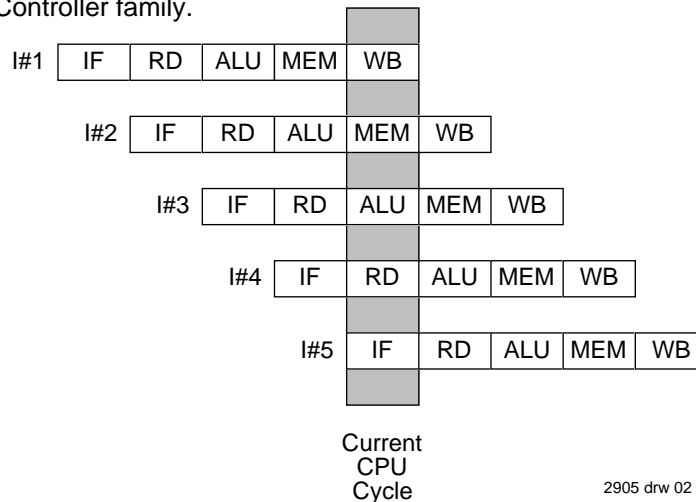 Controller family.
I#1 IF RD ALU MEM WB
I#2 IF RD ALU MEM WB
I#3 IF RD ALU MEM WB
I#4 IF RD ALU MEM WB
I#5 IF RD ALU MEM WB
Current
CPU
Cycle
2905 drw 02